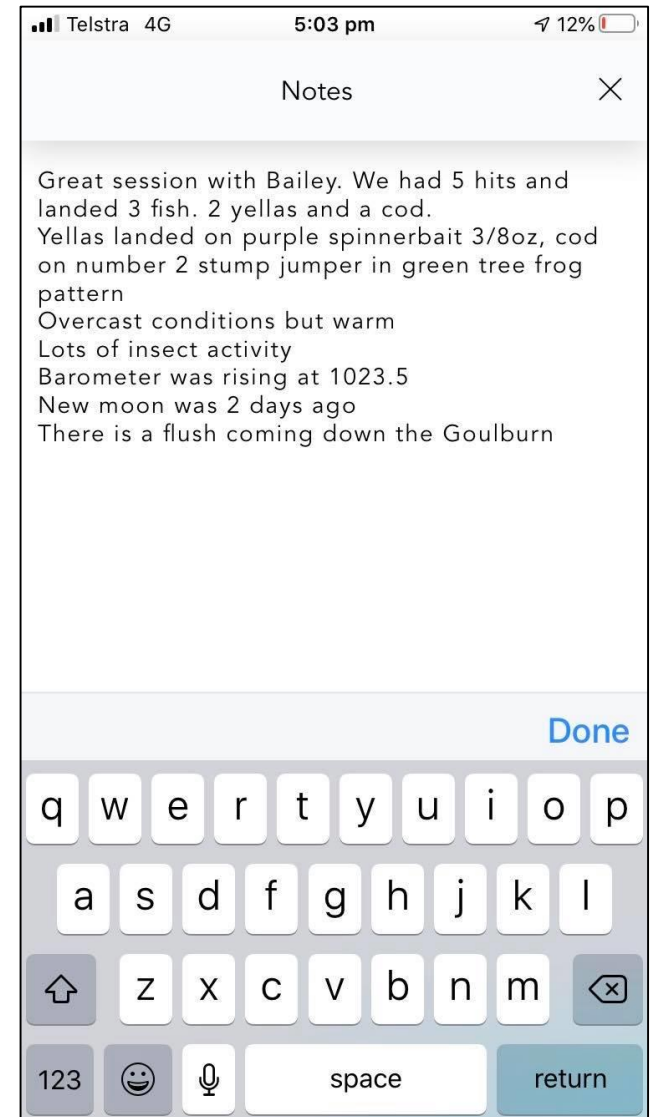 Telstra 4G 5:03 pm 12%
Notes
Great session with Bailey. We had 5 hits and
landed 3 fish. 2 yellas and a cod.
Yellas landed on purple spinnerbait 3/8oz, cod
on number 2 stump jumper in green tree frog
pattern
Overcast conditions but warm
Lots of insect activity
Barometer was rising at 1023.5
New moon was 2 days ago
There is a flush coming down the Goulburn
Done
q w e r t y u i o p
a s d f g h j k l
z x c v b n m
123 space return